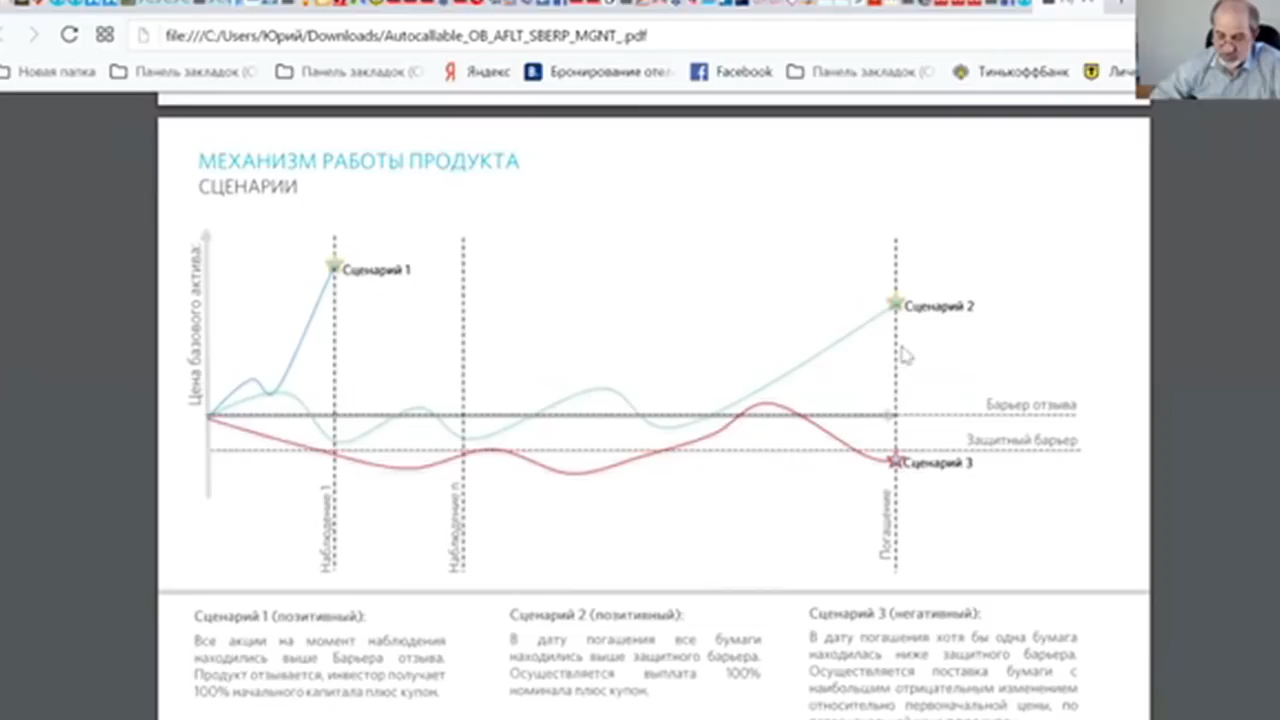 file:///C:/Users/Юрий/Downloads/Autocallable_OB_AFLT_SBERP_MGNT_.pdf
Новая папка
Панель закладок (С
Панель закладок (С
Яндекс
Бронирование оте
Facebook
Панель закладок (С
ТинькоффБанк
Личн
МЕХАНИЗМ РАБОТЫ ПРОДУКТА
СЦЕНАРИИ
Цена базового актива:
Сценарий 1
Сценарий 2
Барьер отзыва
Защитный барьер
Сценарий 3
Наблюдение 1
Наблюдение n
Погашение
Сценарий 1 (позитивный):
Все акции на момент наблюдения
находились выше Барьера отзыва.
Продукт отзывается, инвестор получает
100% начального капитала плюс купон.
Сценарий 2 (позитивный):
В дату погашения все бумаги
находились выше защитного барьера.
Осуществляется выплата 100%
номинала плюс купон.
Сценарий 3 (негативный):
В дату погашения хотя бы одна бумага
находилась ниже защитного барьера.
Осуществляется поставка бумаги с
наибольшим отрицательным изменением
относительно первоначальной цены, по